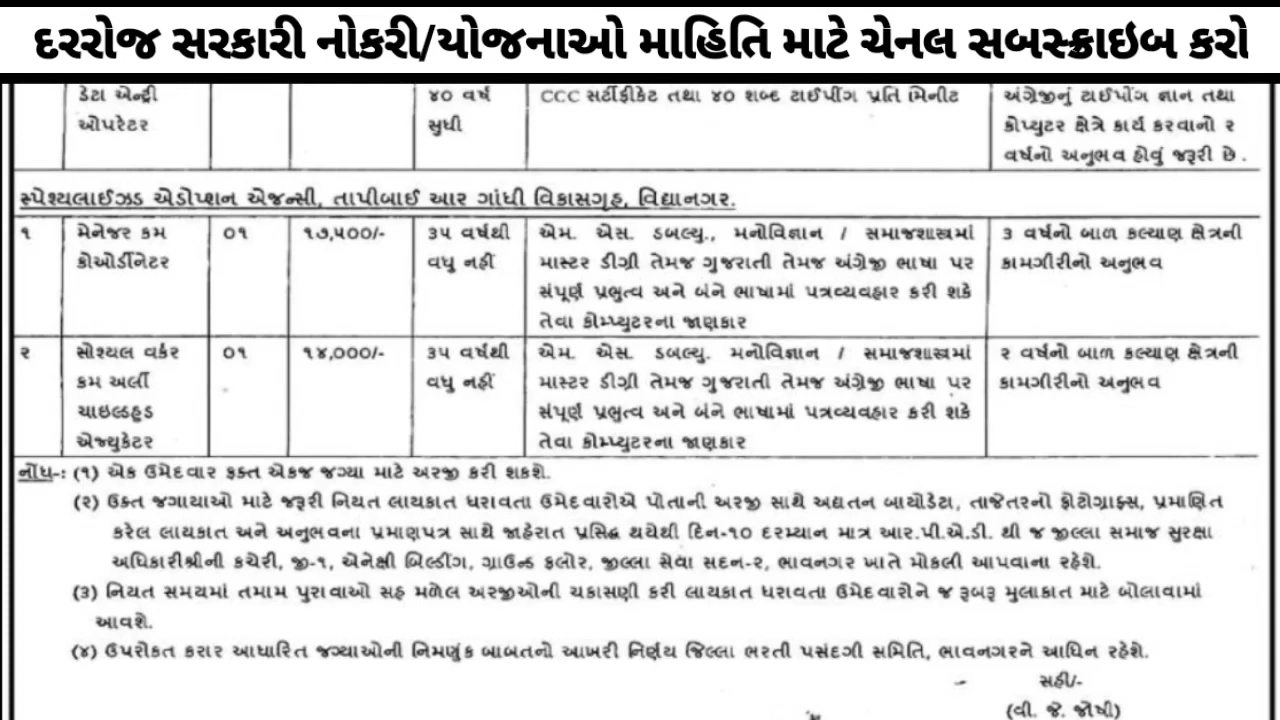 દરરોજ સરકારી નોકરી/યોજનાઓ માહિતિ માટે ચેનલ સબસ્ક્રાઇબ કરો
ડેટા એન્ટ્રી ૪૦ વર્ષ CCC સર્ટીફીકેટ તથા ૪૦ શબ્દ ટાઈપીંગ પ્રતિ મિનીટ અંગ્રેજીનું ટાઈપીંગ જ્ઞાન તથા
ઓપરેટર સુધી કોપ્યુટર ક્ષેત્રે કાર્ય કરવાનો ૨
વર્ષનો અનુભવ હોવું જરૂરી છે.
સ્પેશ્યલાઈઝડ એડોપ્શન એજન્સી, તાપીબાઈ આર ગાંધી વિકાસગૃહ, વિદ્યાનગર.
૧ મેનેજર કમ ૦૧ ૧૭,૫૦૦/- ૩૫ વર્ષથી એમ. એસ. ડબલ્યુ., મનોવિજ્ઞાન / સમાજશાસ્ત્રમાં ૩ વર્ષનો બાળ કલ્યાણ ક્ષેત્રની
કોઓર્ડીનેટર વધુ નહીં માસ્ટર ડીગ્રી તેમજ ગુજરાતી તેમજ અંગ્રેજી ભાષા પર કામગીરીનો અનુભવ
સંપૂર્ણ પ્રભુત્વ અને બંને ભાષામાં પત્રવ્યવહાર કરી શકે
તેવા કોમ્પ્યુટરના જાણકાર
૨ સોશ્યલ વર્કર ૦૧ ૧૪,૦૦૦/- ૩૫ વર્ષથી એમ. એસ. ડબલ્યુ. મનોવિજ્ઞાન / સમાજશાસ્ત્રમાં ૨ વર્ષનો બાળ કલ્યાણ ક્ષેત્રની
કમ અર્લી વધુ નહીં માસ્ટર ડીગ્રી તેમજ ગુજરાતી તેમજ અંગ્રેજી ભાષા પર કામગીરીનો અનુભવ
ચાઇલ્ડહુડ સંપૂર્ણ પ્રભુત્વ અને બંને ભાષામાં પત્રવ્યવહાર કરી શકે
એજ્યુકેટર તેવા કોમ્પ્યુટરના જાણકાર
નોંધ-: (૧) એક ઉમેદવાર ફક્ત એકજ જગ્યા માટે અરજી કરી શકશે.
(૨) ઉક્ત જગાયાઓ માટે જરૂરી નિયત લાયકાત ધરાવતા ઉમેદવારોએ પોતાની અરજી સાથે અદ્યતન બાયોડેટા, તાજેતરનો ફોટોગ્રાફ્સ, પ્રમાણિત
કરેલ લાયકાત અને અનુભવના પ્રમાણપત્ર સાથે જાહેરાત પ્રસિદ્ધ થયેથી દિન-૧૦ દરમ્યાન માત્ર આર.પી.એ.ડી. થી જ જીલ્લા સમાજ સુરક્ષા
અધિકારીશ્રીની કચેરી, જી-૧, એનેક્ષી બિલ્ડીંગ, ગ્રાઉન્ડ ફલોર, જીલ્લા સેવા સદન-૨, ભાવનગર ખાતે મોકલી આપવાના રહેશે.
(૩) નિયત સમયમાં તમામ પુરાવાઓ સહ મળેલ અરજીઓની ચકાસણી કરી લાયકાત ધરાવતા ઉમેદવારોને જ રૂબરૂ મુલાકાત માટે બોલાવામાં
આવશે.
(૪) ઉપરોકત કરાર આધારિત જગ્યાઓની નિમણુંક બાબતનો આખરી નિર્ણય જિલ્લા ભરતી પસંદગી સમિતિ, ભાવનગરને આધિન રહેશે.
સહી/-
(વી. જે. જોષી)